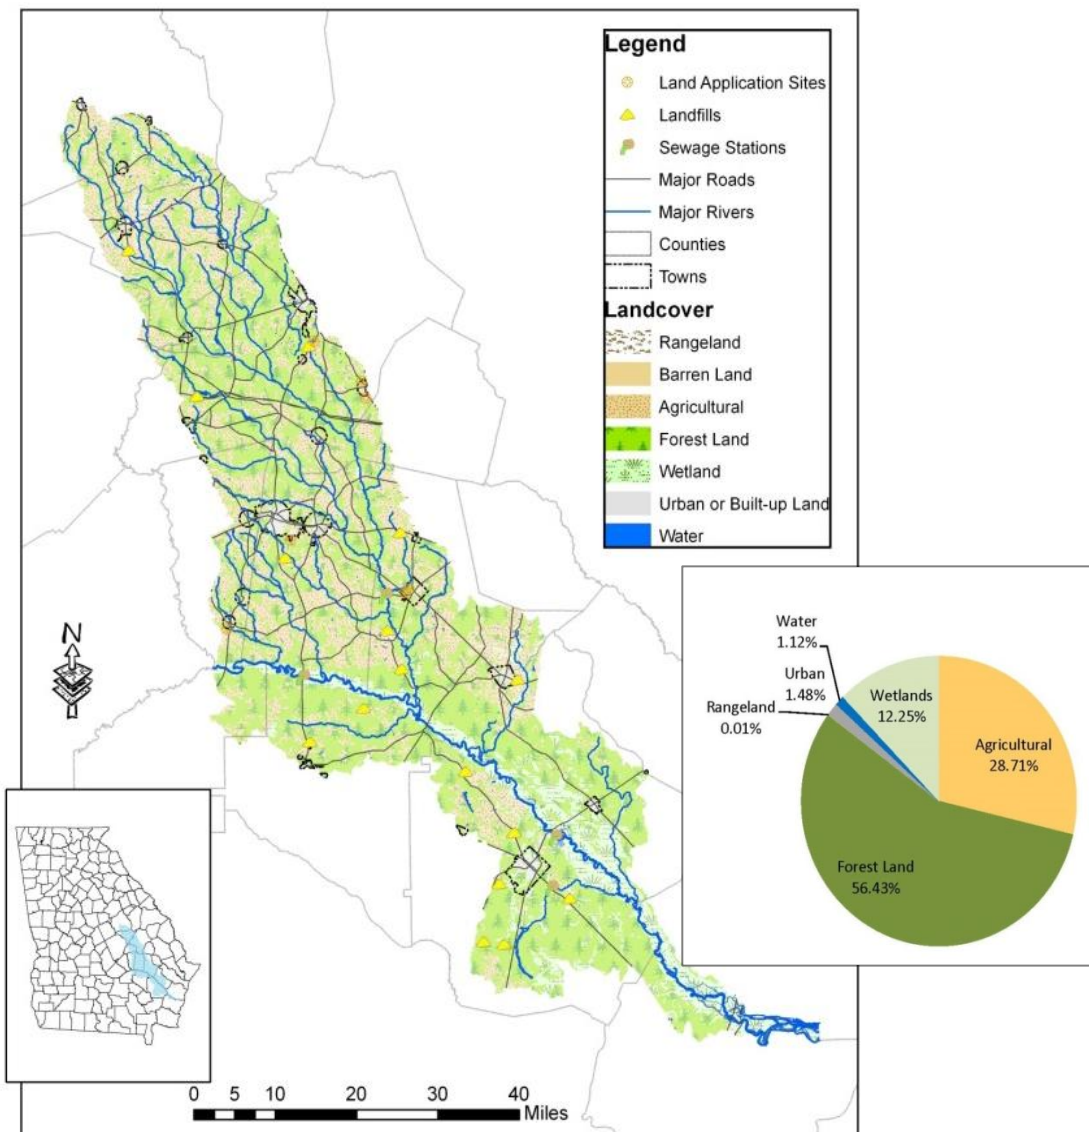 Legend
Land Application Sites
Landfills
Sewage Stations
Major Roads
Major Rivers
Counties
Towns
Landcover
Rangeland
Barren Land
Agricultural
Forest Land
Wetland
Urban or Built-up Land
Water
Water
1.12%
Urban
1.48%
Rangeland
0.01%
Wetlands
12.25%
Agricultural
28.71%
Forest Land
56.43%
N
0 5 10 20 30 40
Miles